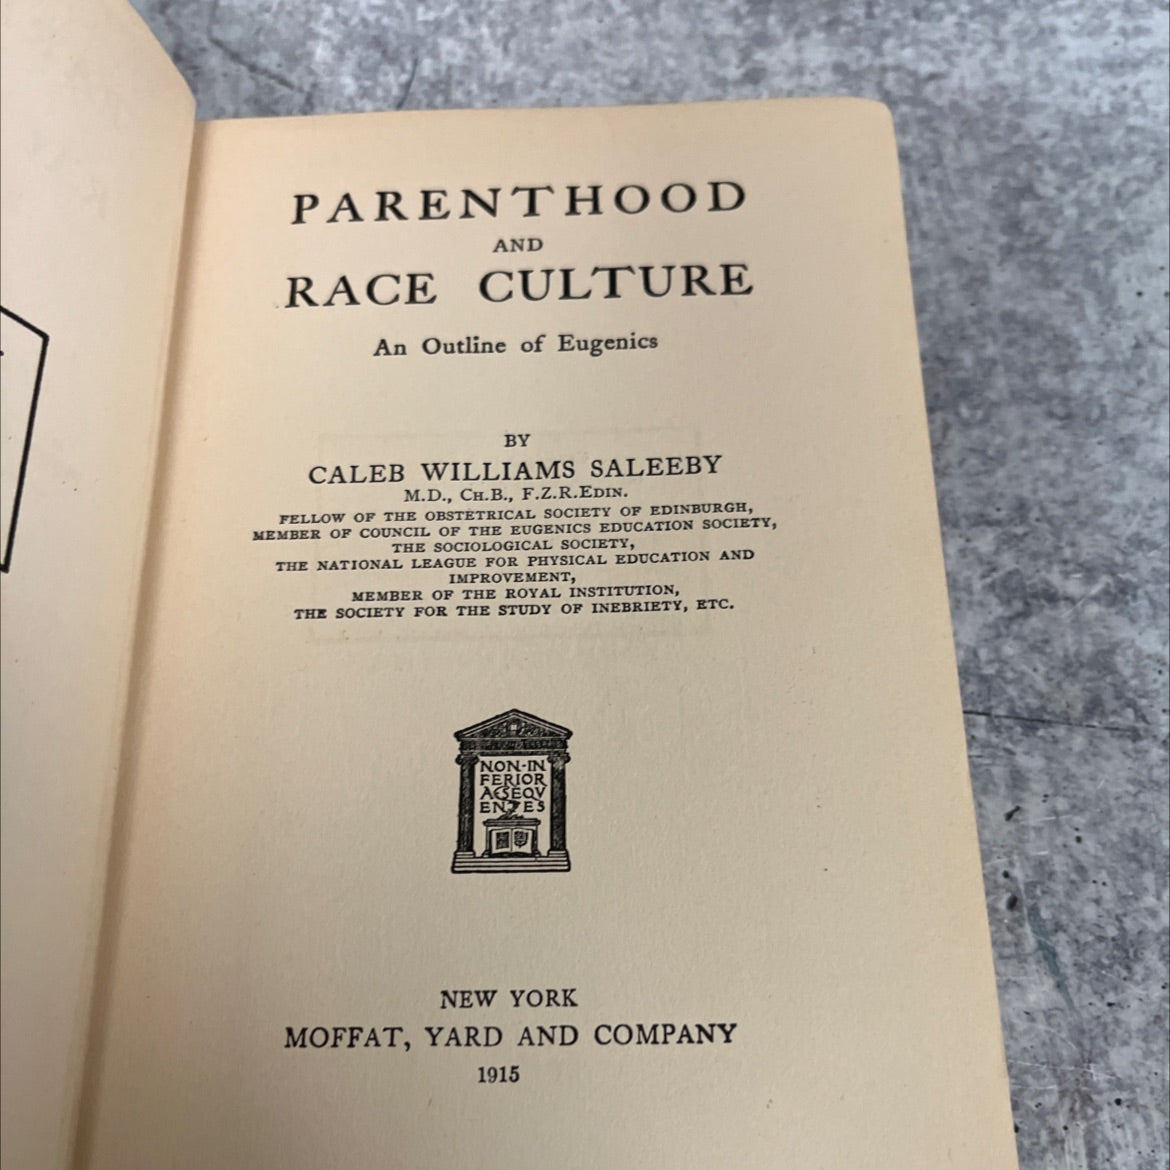 PARENTHOOD
AND
RACE CULTURE
An Outline of Eugenics
BY
CALEB WILLIAMS SALEEBY
M.D., CH.B., F.Z.R.EDIN.
FELLOW OF THE OBSTETRICAL SOCIETY OF EDINBURGH,
MEMBER OF COUNCIL OF THE EUGENICS EDUCATION SOCIETY,
THE SOCIOLOGICAL SOCIETY,
THE NATIONAL LEAGUE FOR PHYSICAL EDUCATION AND
IMPROVEMENT,
MEMBER OF THE ROYAL INSTITUTION,
THE SOCIETY FOR THE STUDY OF INEBRIETY, ETC.
NON·IN
FERIOR
A SEQV
ENTES
NEW YORK
MOFFAT, YARD AND COMPANY
1915